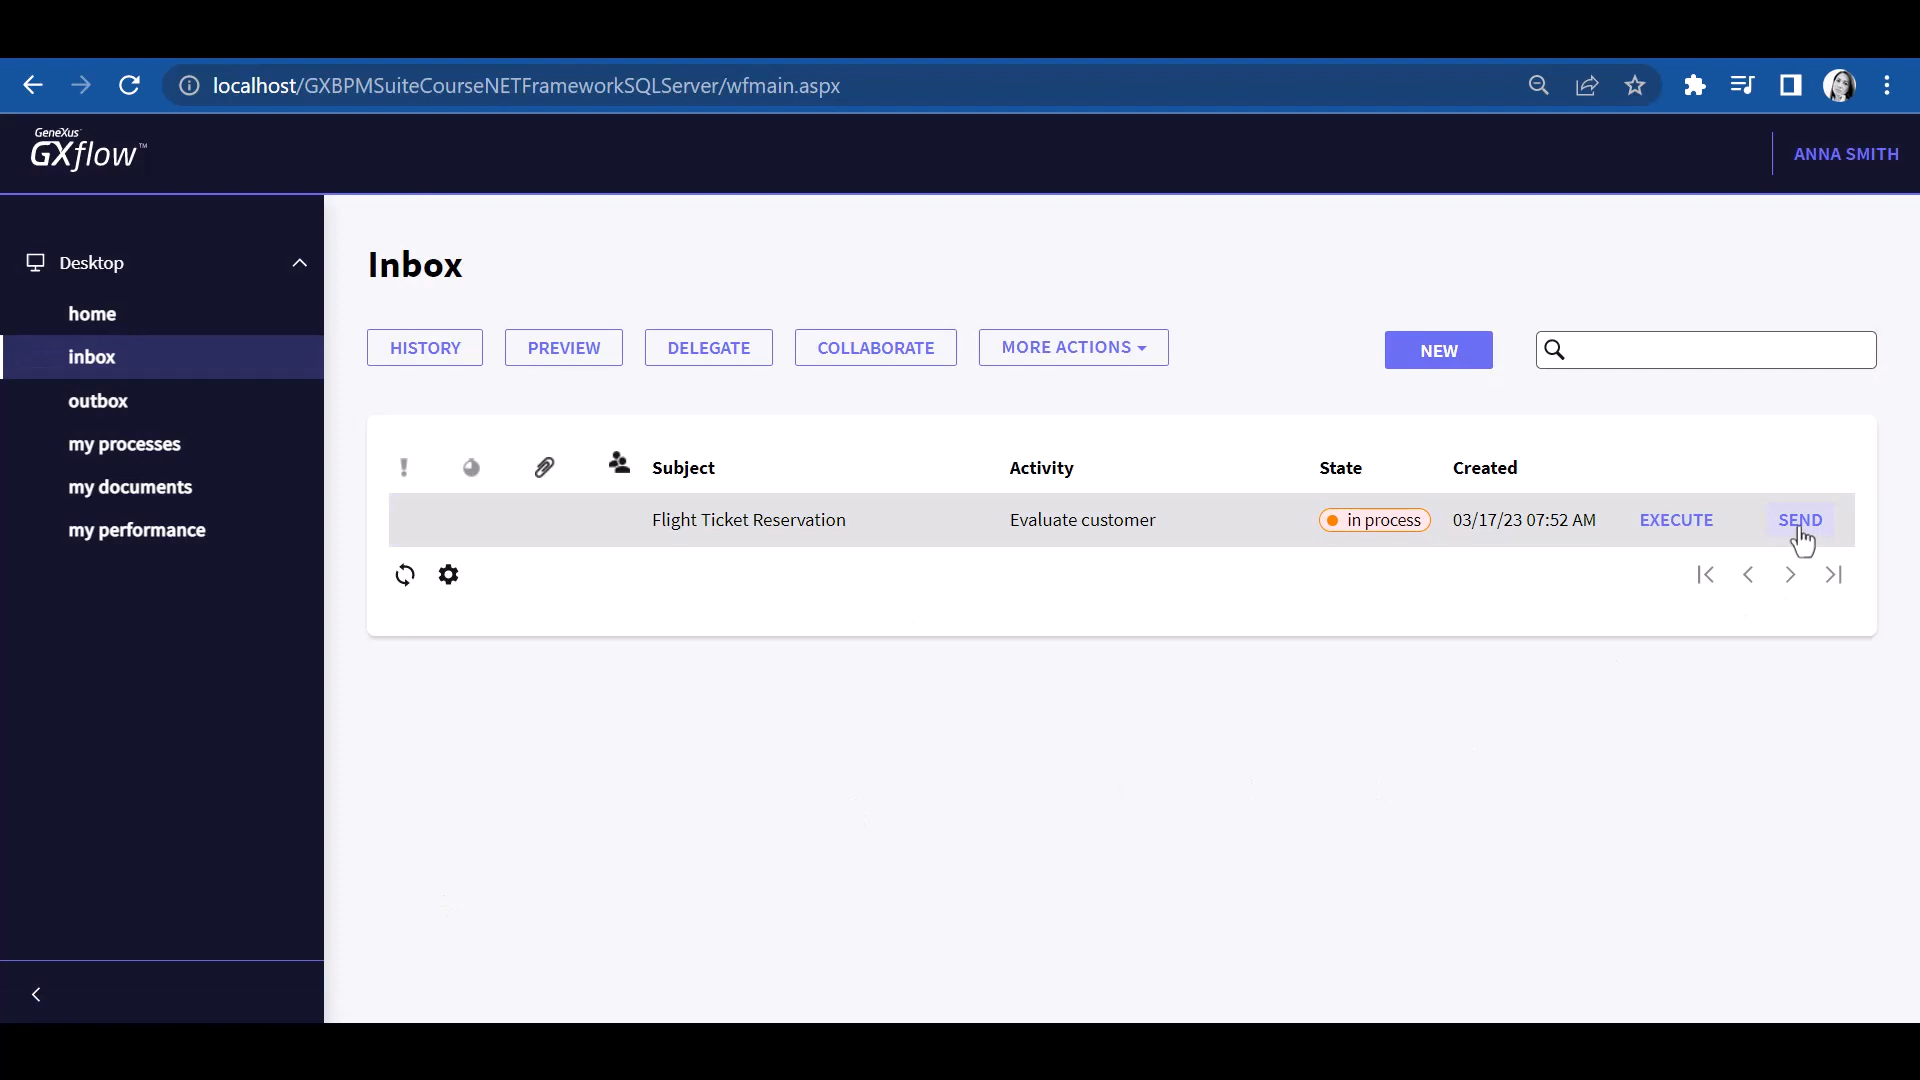 localhost/GXBPMSuiteCourseNETFrameworkSQLServer/wfmain.aspx
GeneXus™
GXflow™
ANNA SMITH
Desktop
home
inbox
outbox
my processes
my documents
my performance
Inbox
HISTORY PREVIEW DELEGATE COLLABORATE MORE ACTIONS NEW
Subject Activity State Created
Flight Ticket Reservation Evaluate customer in process 03/17/23 07:52 AM EXECUTE SEND